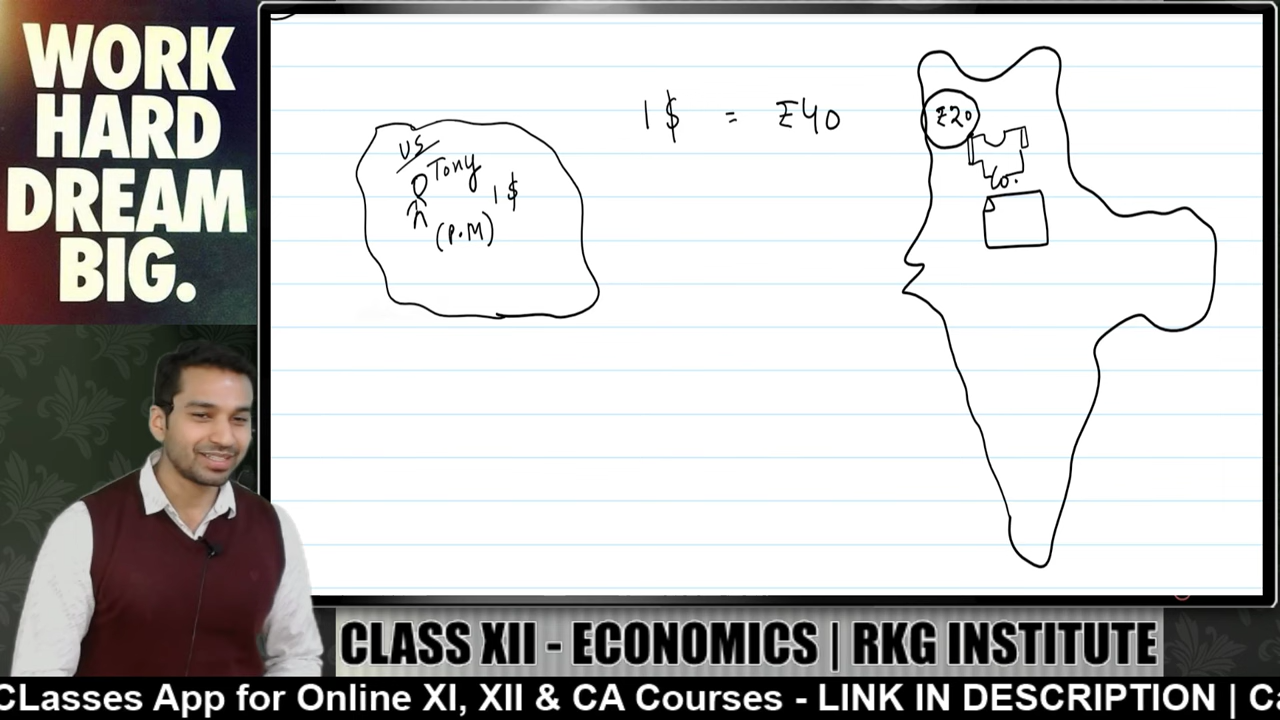 WORK
HARD
DREAM
BIG.
1$ = ₹40
US
Tony
1$
(P.M)
₹20
Co.
CLASS XII - ECONOMICS | RKG INSTITUTE
CLasses App for Online XI, XII & CA Courses - LINK IN DESCRIPTION |